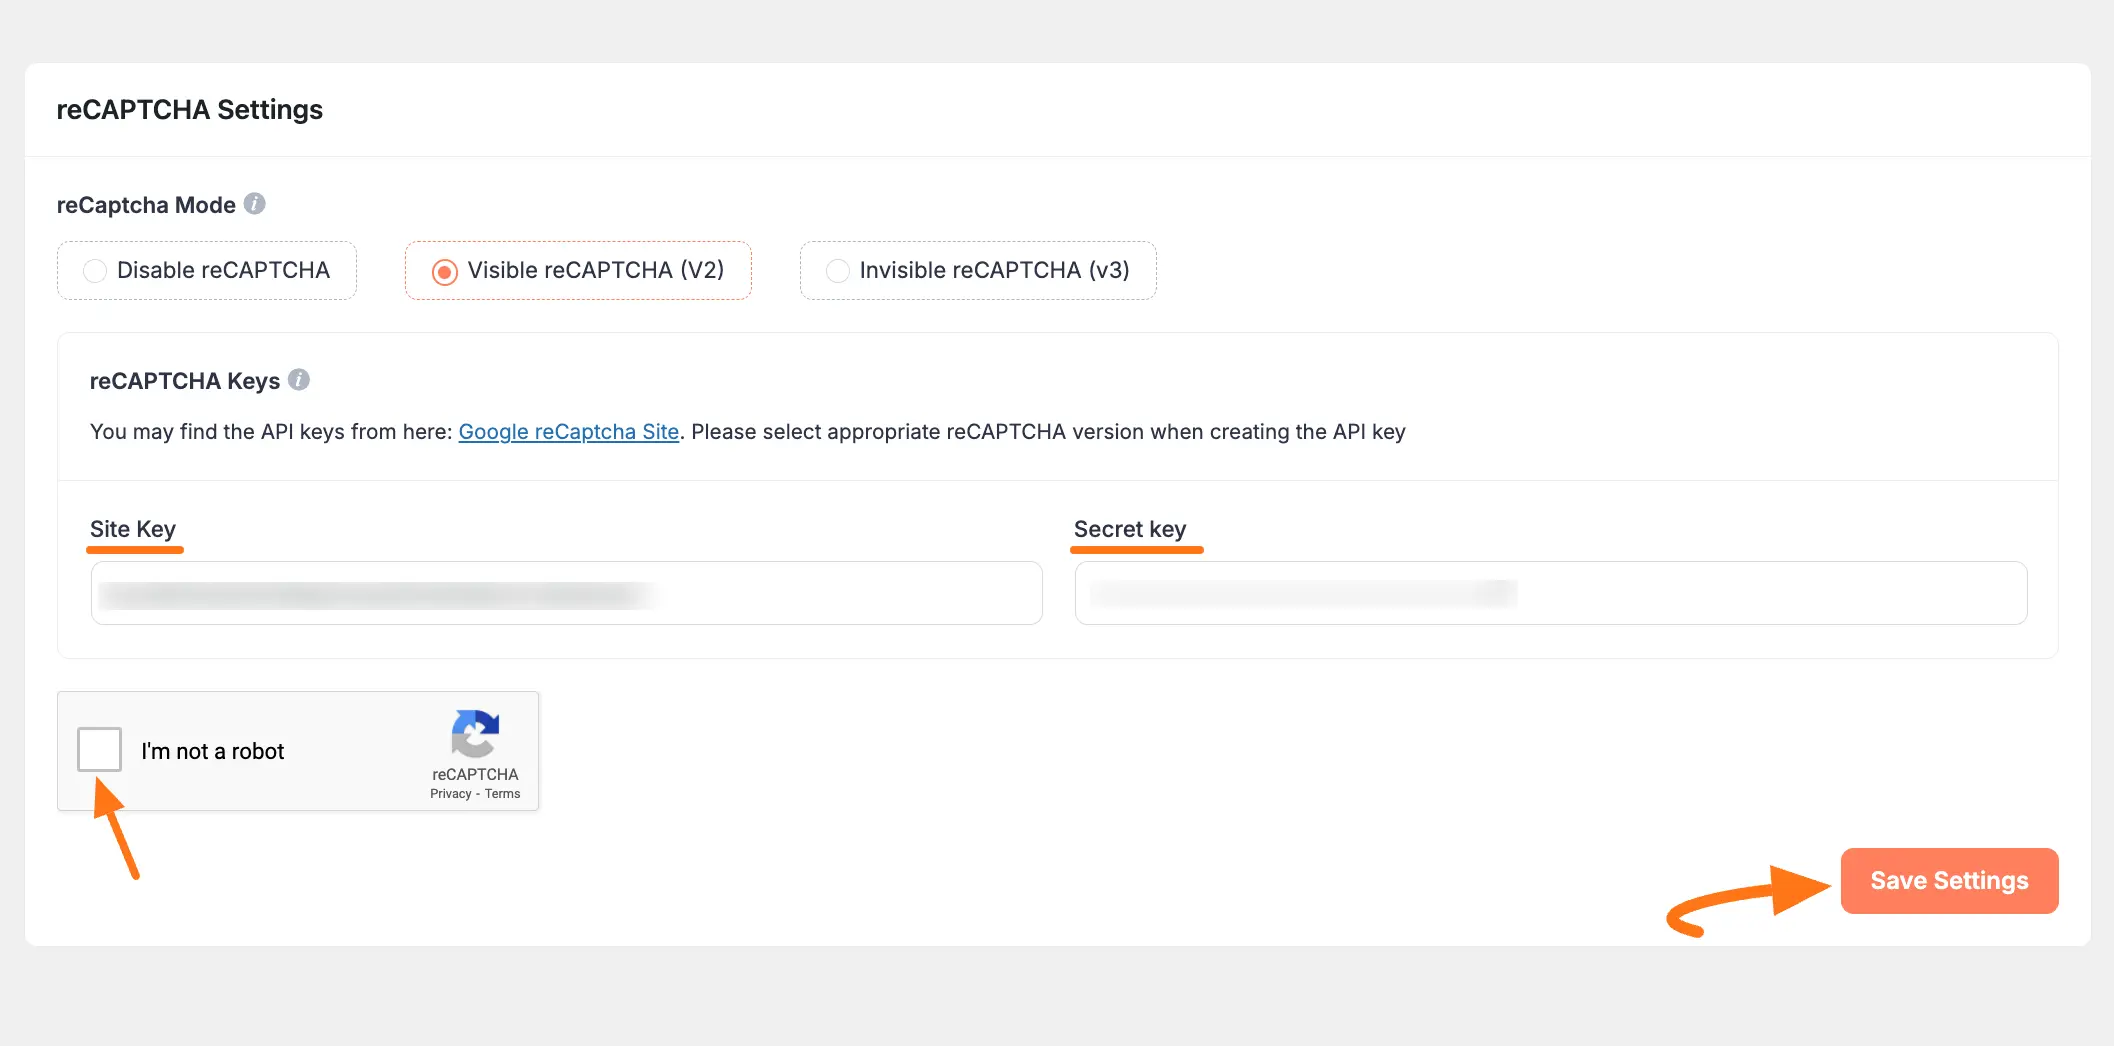 reCAPTCHA Settings
reCaptcha Mode i
Disable reCAPTCHA
Visible reCAPTCHA (V2)
Invisible reCAPTCHA (v3)
reCAPTCHA Keys i
You may find the API keys from here: Google reCaptcha Site. Please select appropriate reCAPTCHA version when creating the API key
Site Key
Secret key
I'm not a robot
reCAPTCHA
Privacy - Terms
Save Settings